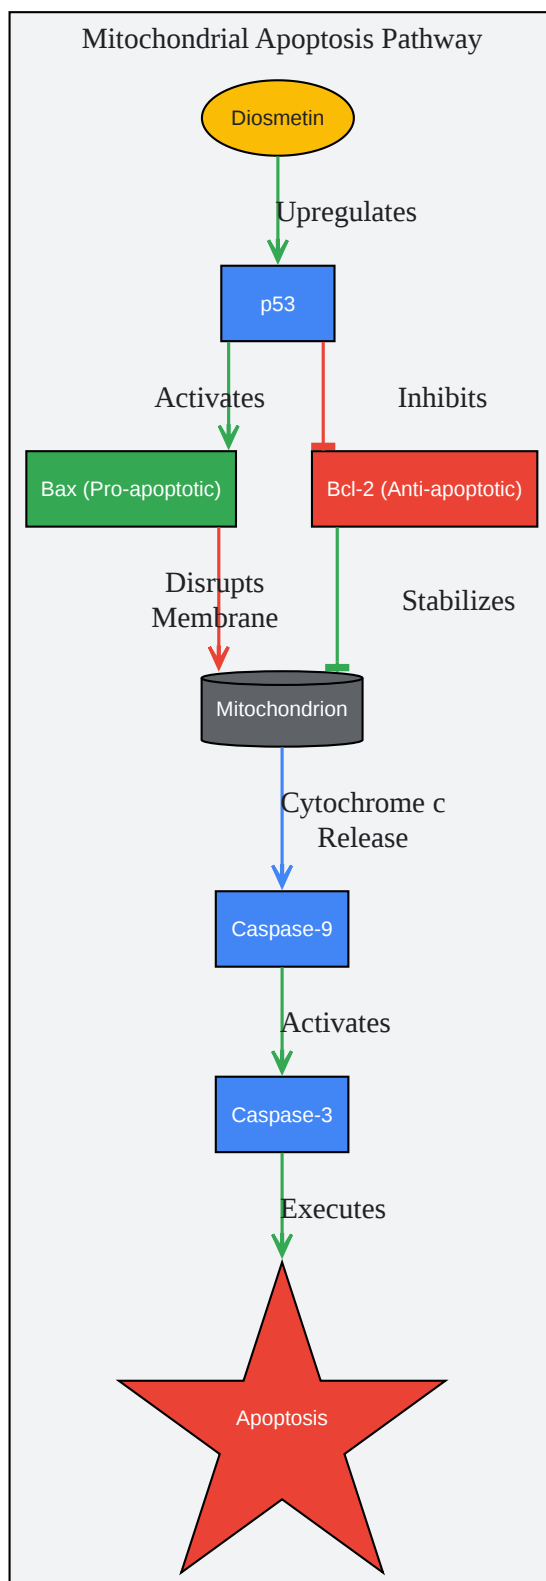 Mitochondrial Apoptosis Pathway
Diosmetin
Upregulates
p53
Activates
Inhibits
Bax (Pro-apoptotic)
Bcl-2 (Anti-apoptotic)
Disrupts
Membrane
Stabilizes
Mitochondrion
Cytochrome c
Release
Caspase-9
Activates
Caspase-3
Executes
Apoptosis